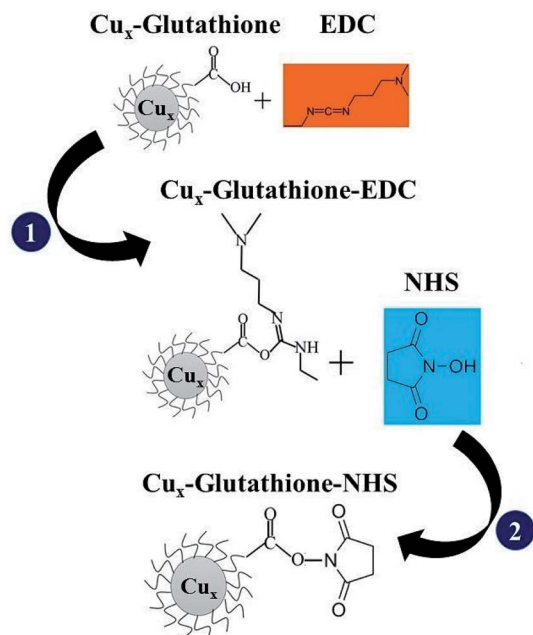 Cuₓ-Glutathione EDC
O
C
OH
Cuₓ
+
N
N=C=N
1
Cuₓ-Glutathione-EDC
N
NHS
N
O
C
O
NH
Cuₓ
+
O
N-OH
O
Cuₓ-Glutathione-NHS
2
O
C
O
O
N
Cuₓ
O